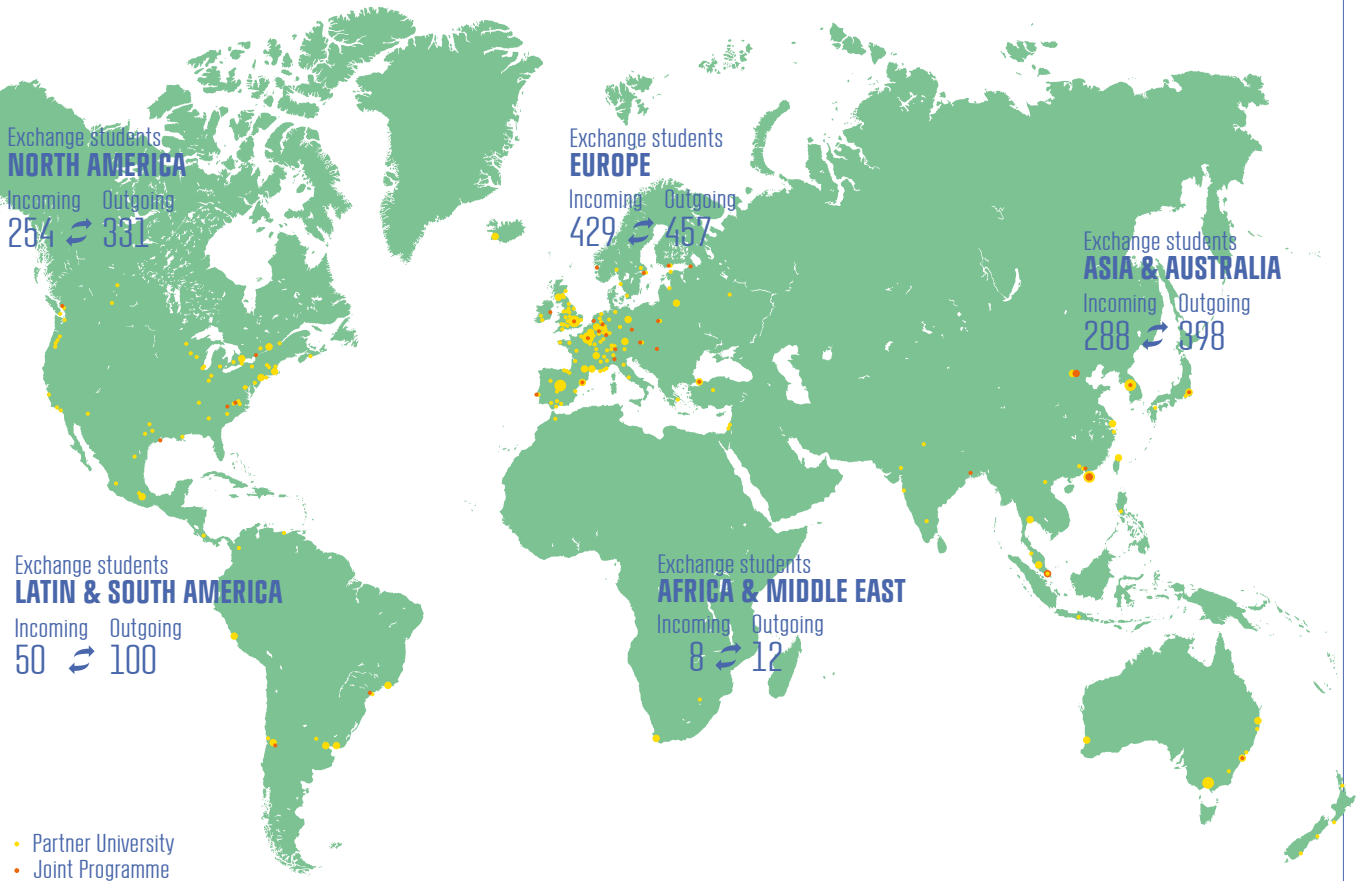 Exchange students
NORTH AMERICA
Incoming Outgoing
254 331
Exchange students
EUROPE
Incoming Outgoing
429 457
Exchange students
ASIA & AUSTRALIA
Incoming Outgoing
288 398
Exchange students
LATIN & SOUTH AMERICA
Incoming Outgoing
50 100
Exchange students
AFRICA & MIDDLE EAST
Incoming Outgoing
8 12
Partner University
Joint Programme